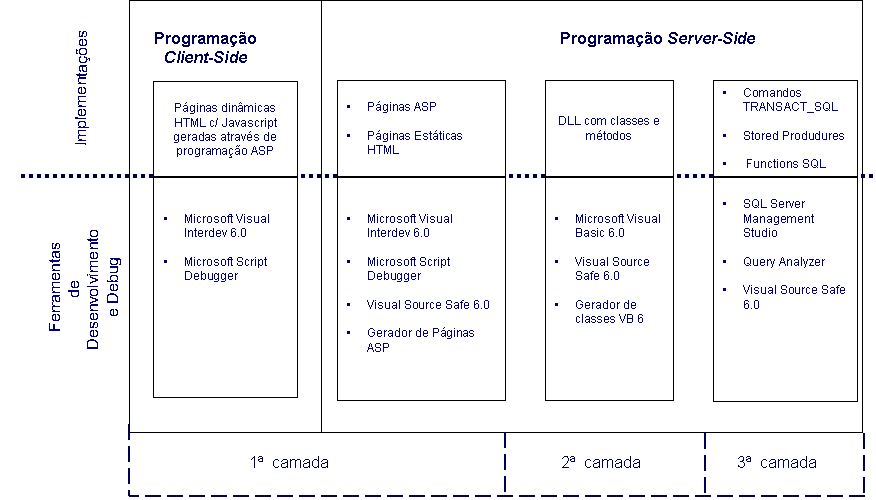 Programação
Client-Side
Programação Server-Side
Implementações
Páginas dinâmicas
HTML c/ Javascript
geradas através de
programação ASP
• Páginas ASP
• Páginas Estáticas
HTML
DLL com classes e
métodos
• Comandos
TRANSACT_SQL
• Stored Produdures
• Functions SQL
Ferramentas
de
Desenvolvimento
e Debug
• Microsoft Visual
Interdev 6.0
• Microsoft Script
Debugger
• Microsoft Visual
Interdev 6.0
• Microsoft Script
Debugger
• Visual Source Safe 6.0
• Gerador de Páginas
ASP
• Microsoft Visual
Basic 6.0
• Visual Source
Safe 6.0
• Gerador de
classes VB 6
• SQL Server
Management
Studio
• Query Analyzer
• Visual Source Safe
6.0
1ª camada
2ª camada
3ª camada